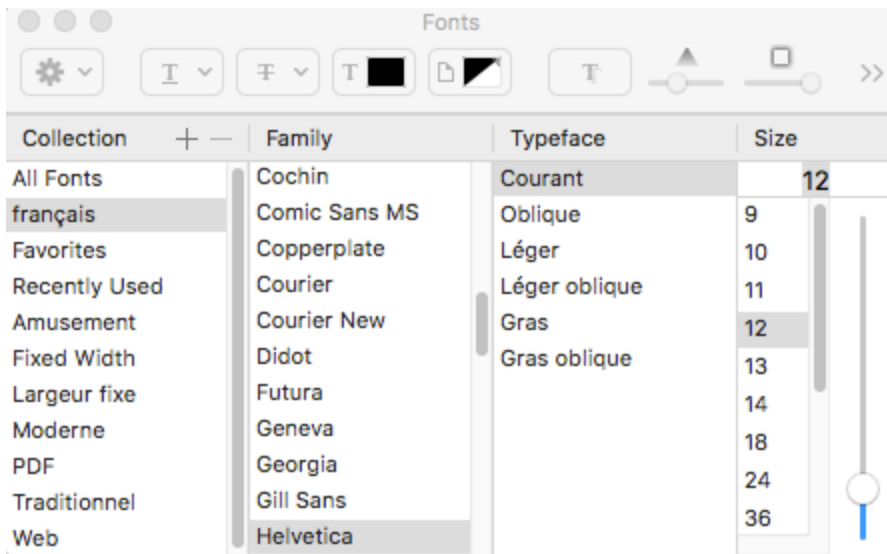 Fonts
T T T T
Collection + — Family Typeface Size
All Fonts
français
Favorites
Recently Used
Amusement
Fixed Width
Largeur fixe
Moderne
PDF
Traditionnel
Web
Cochin
Comic Sans MS
Copperplate
Courier
Courier New
Didot
Futura
Geneva
Georgia
Gill Sans
Helvetica
Courant
Oblique
Léger
Léger oblique
Gras
Gras oblique
12
9
10
11
12
13
14
18
24
36